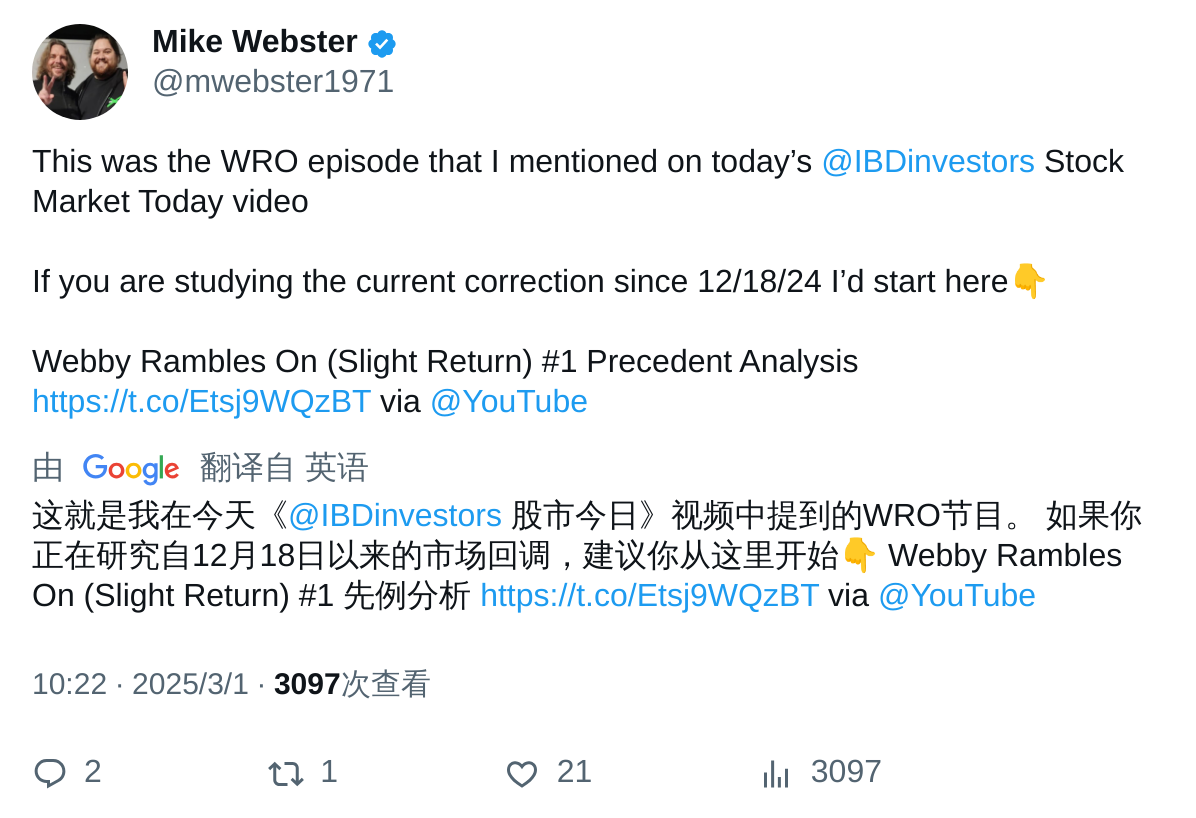 Mike Webster
@mwebster1971
This was the WRO episode that I mentioned on today’s @IBDinvestors Stock
Market Today video
If you are studying the current correction since 12/18/24 I’d start here👇
Webby Rambles On (Slight Return) #1 Precedent Analysis
https://t.co/Etsj9WQzBT via @YouTube
由 Google 翻译自 英语
这就是我在今天《@IBDinvestors 股市今日》视频中提到的WRO节目。 如果你
正在研究自12月18日以来的市场回调，建议你从这里开始👇 Webby Rambles
On (Slight Return) #1 先例分析 https://t.co/Etsj9WQzBT via @YouTube
10:22 · 2025/3/1 · 3097次查看
2 1 21 3097